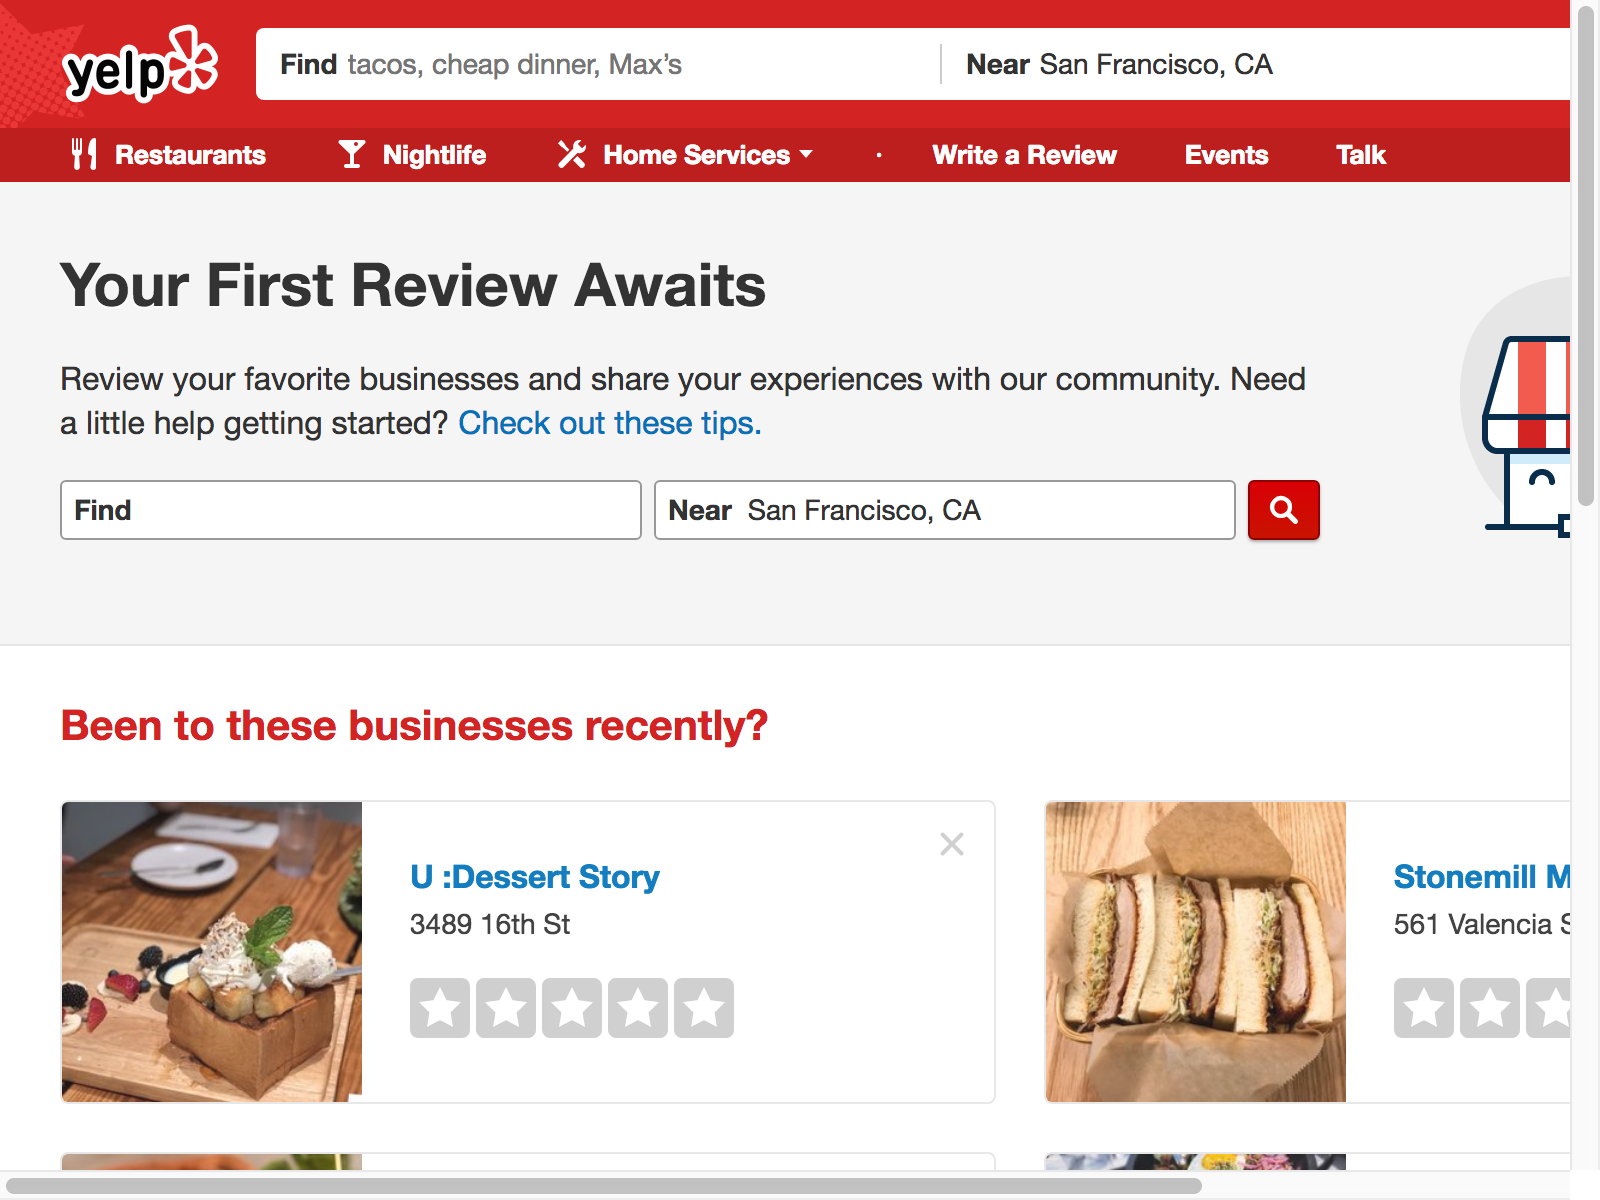 yelp
Find tacos, cheap dinner, Max's
Near San Francisco, CA
Restaurants Nightlife Home Services · Write a Review Events Talk
Your First Review Awaits
Review your favorite businesses and share your experiences with our community. Need
a little help getting started? Check out these tips.
Find
Near San Francisco, CA
Been to these businesses recently?
U :Dessert Story
3489 16th St
Stonemill
561 Valencia